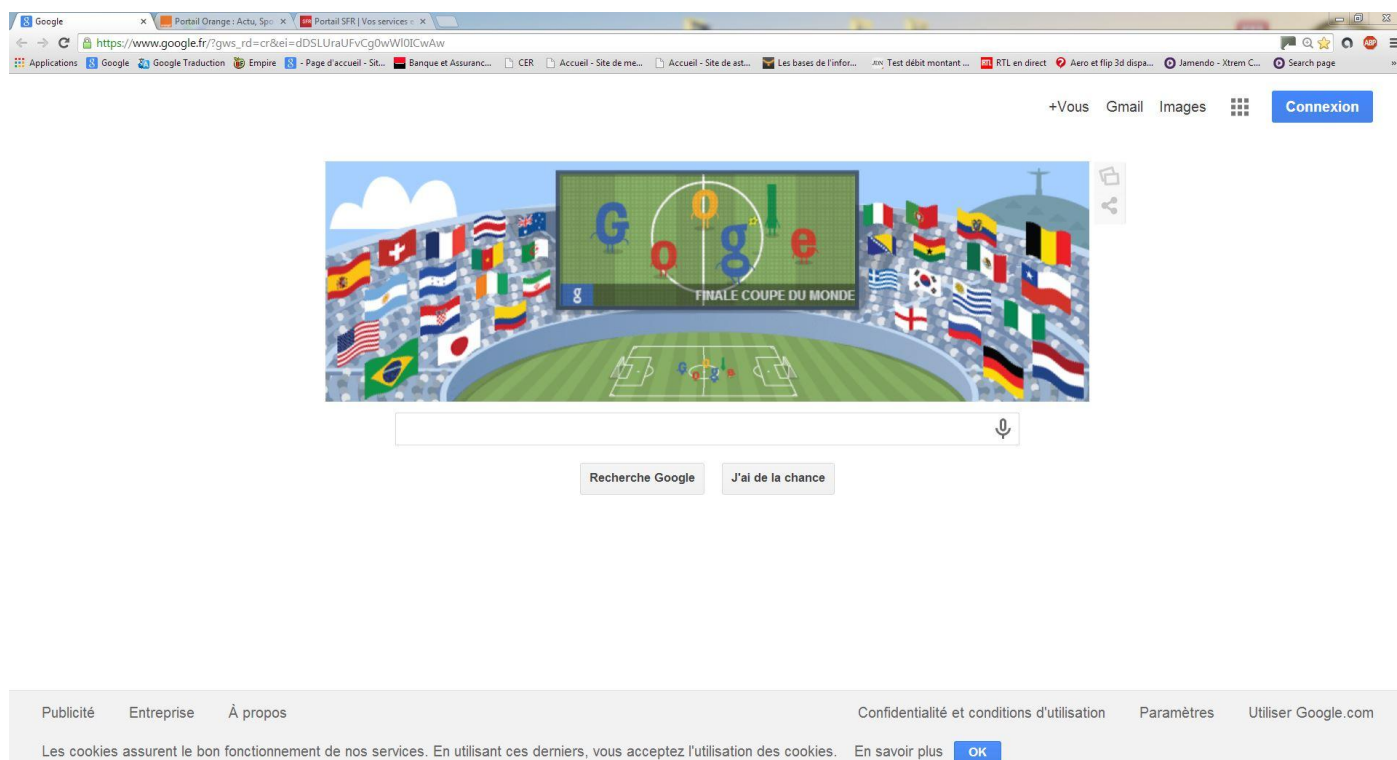 Google
Portail Orange : Actu, Spo
Portail SFR | Vos services e
https://www.google.fr/?gws_rd=cr&ei=dDSLUraUFvCg0wWl0ICwAw
Applications Google Google Traduction Empire - Page d'accueil - Sit... Banque et Assuranc... CER Accueil - Site de me... Accueil - Site de ast... Les bases de l'infor... Test débit montant ... RTL en direct Aero et flip 3d dispa... Jamendo - Xtrem C... Search page
+Vous Gmail Images Connexion
Google
g FINALE COUPE DU MONDE
Google
Recherche Google J'ai de la chance
Publicité Entreprise À propos Confidentialité et conditions d'utilisation Paramètres Utiliser Google.com
Les cookies assurent le bon fonctionnement de nos services. En utilisant ces derniers, vous acceptez l'utilisation des cookies. En savoir plus OK